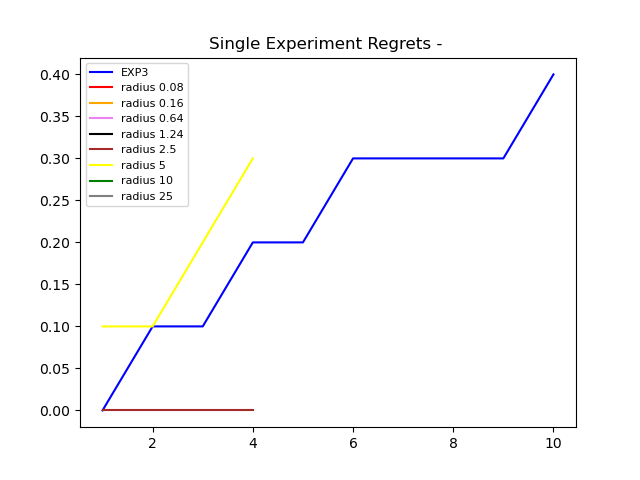 Single Experiment Regrets -
0.40
0.35
0.30
0.25
0.20
0.15
0.10
0.05
0.00
EXP3
radius 0.08
radius 0.16
radius 0.64
radius 1.24
radius 2.5
radius 5
radius 10
radius 25
2
4
6
8
10